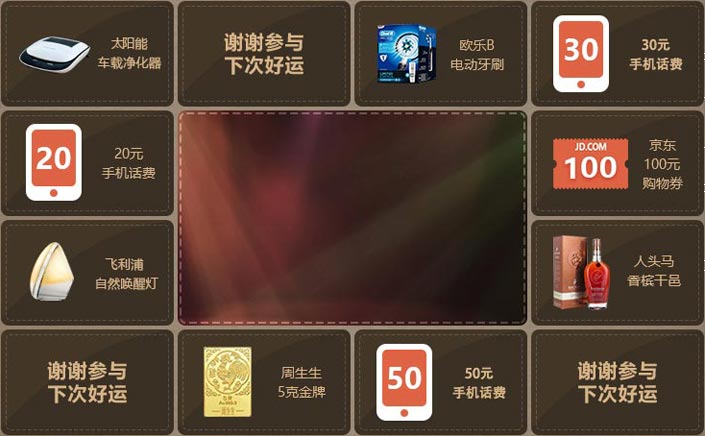 太阳能
车载净化器
谢谢参与
下次好运
欧乐B
电动牙刷
30
30元
手机话费
20
20元
手机话费
JD.COM
100
京东
100元
购物券
飞利浦
自然唤醒灯
人头马
香槟干邑
谢谢参与
下次好运
周生生
5克金牌
50
50元
手机话费
谢谢参与
下次好运